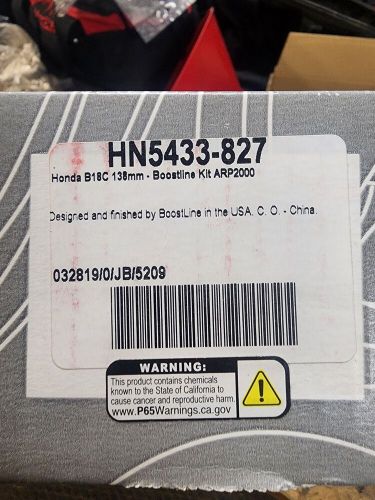 HN5433-827
Honda B18C 138mm - Boostline Kit ARP2000
Designed and finished by BoostLine in the USA. C. O. - China.
032819/0/JB/5209
WARNING:
This product contains chemicals
known to the State of California to
cause cancer and reproductive harm.
www.P65Warnings.ca.gov